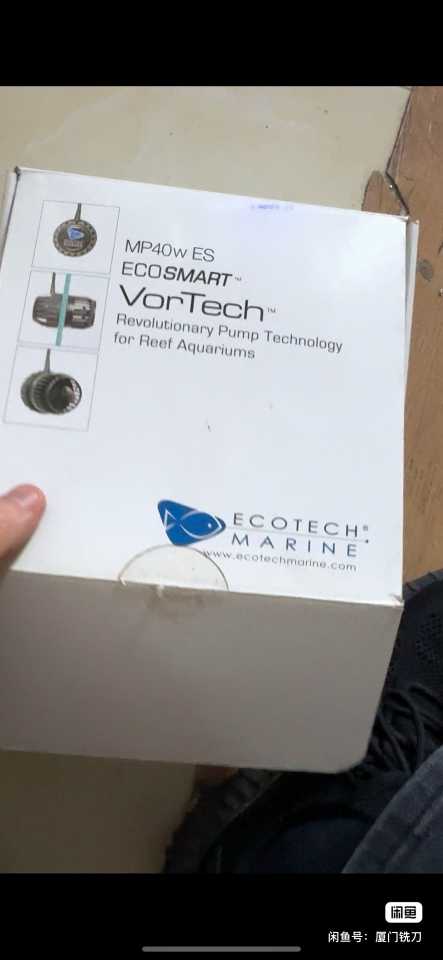 MP40w ES
ECOSMART™
VorTech™
Revolutionary Pump Technology
for Reef Aquariums
ECOTECH®
MARINE
www.ecotechmarine.com
闲鱼
闲鱼号：厦门铣刀